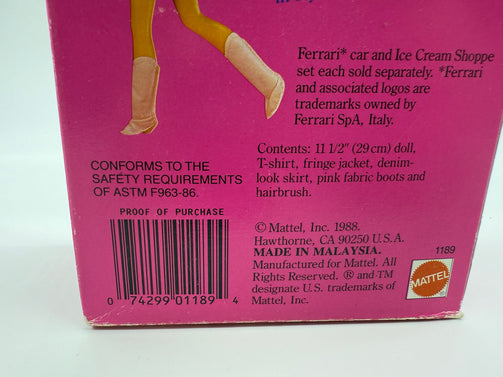 Ferrari* car and Ice Cream Shoppe
set each sold separately. *Ferrari
and associated logos are
trademarks owned by
Ferrari SpA, Italy.
Contents: 11 1/2" (29 cm) doll,
T-shirt, fringe jacket, denim-
look skirt, pink fabric boots and
hairbrush.
CONFORMS TO THE
SAFETY REQUIREMENTS
OF ASTM F963-86.
PROOF OF PURCHASE
0 74299 01189 4
© Mattel, Inc. 1988.
Hawthorne, CA 90250 U.S.A.
MADE IN MALAYSIA.
Manufactured for Mattel. All
Rights Reserved. ® and TM
designate U.S. trademarks of
Mattel, Inc.
1189
MATTEL